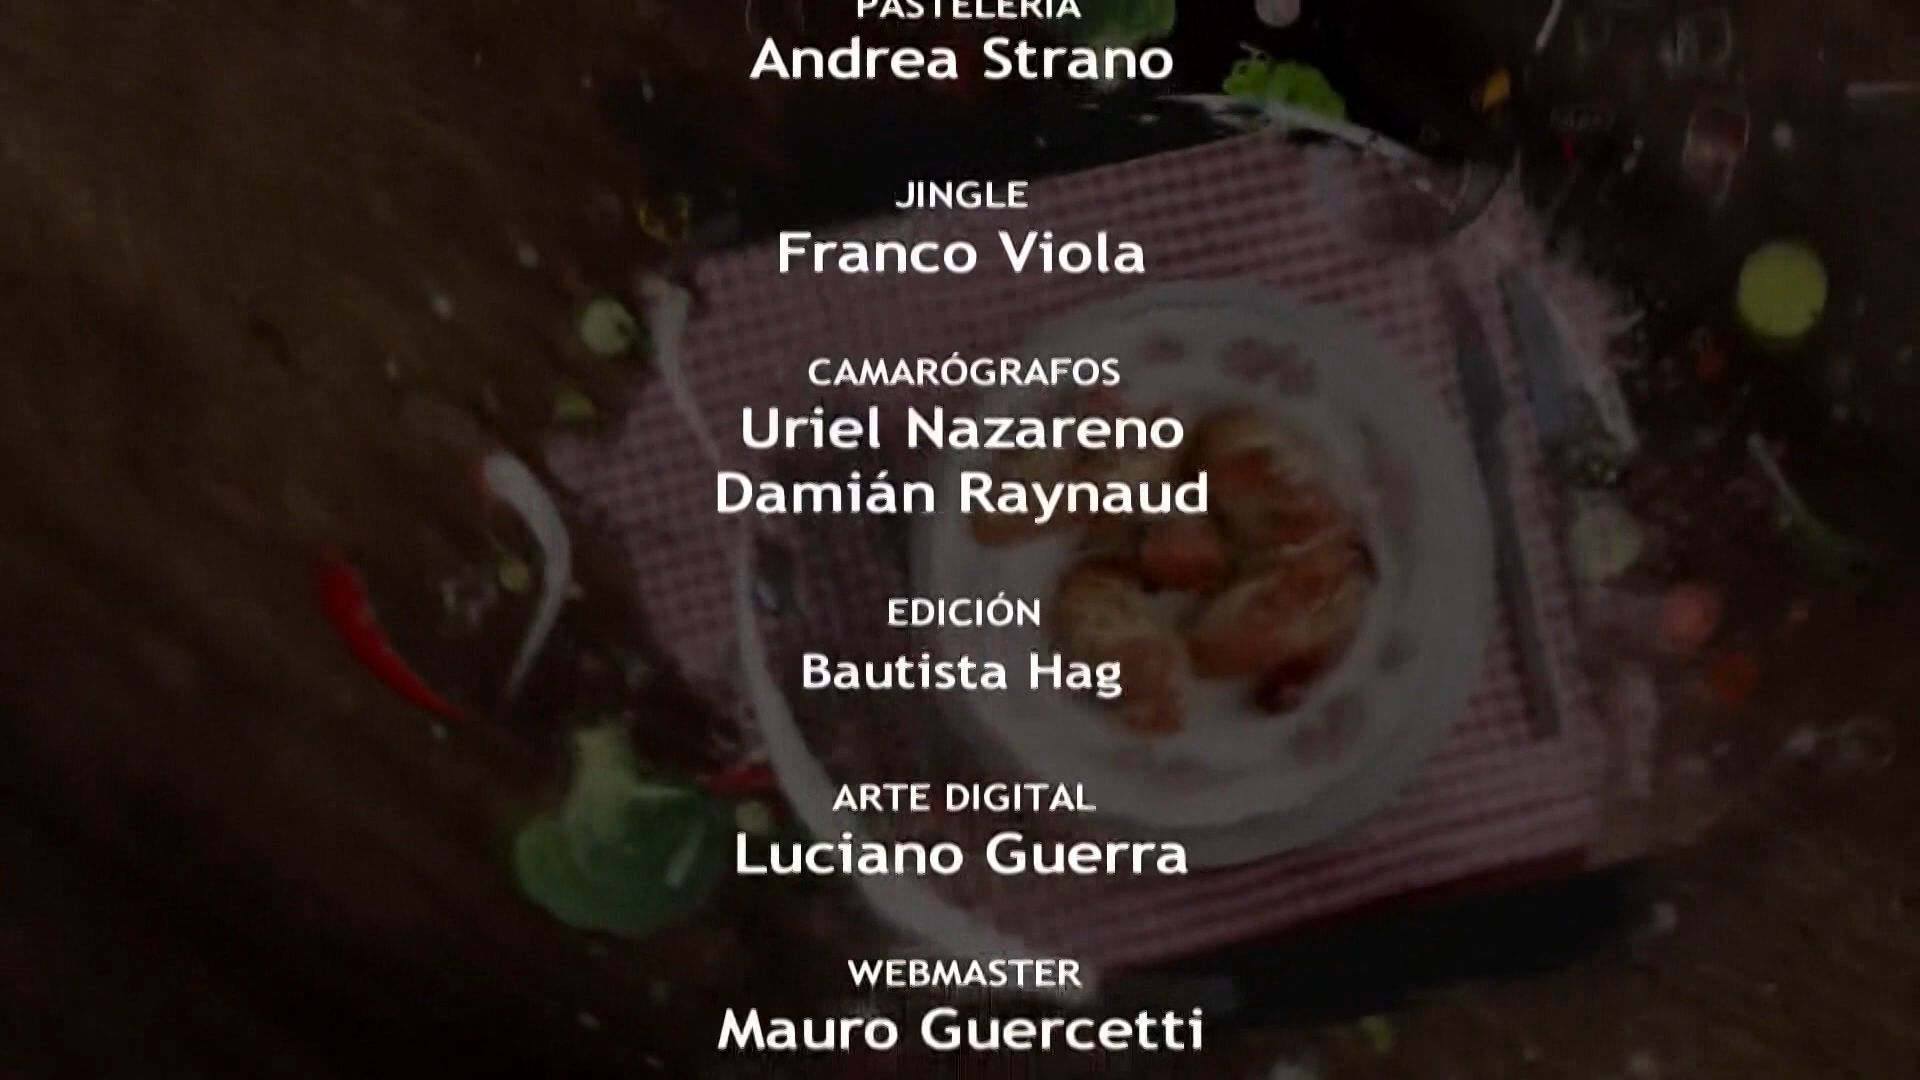 PASTELERÍA
Andrea Strano
JINGLE
Franco Viola
CAMARÓGRAFOS
Uriel Nazareno
Damián Raynaud
EDICIÓN
Bautista Hag
ARTE DIGITAL
Luciano Guerra
WEBMASTER
Mauro Guercetti